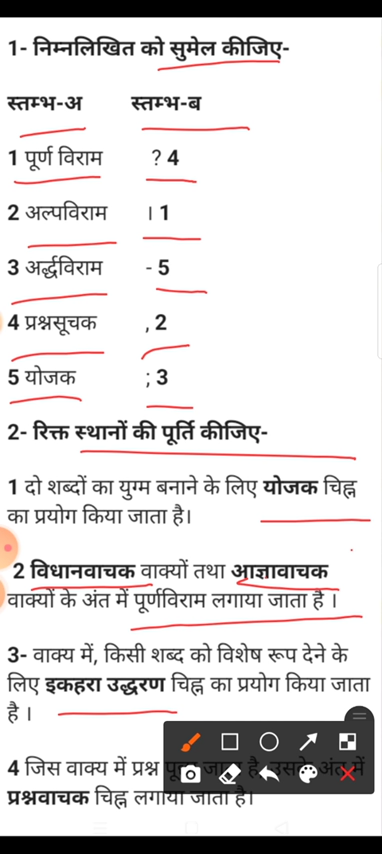 1- निम्नलिखित को सुमेल कीजिए-
स्तम्भ-अ स्तम्भ-ब
1 पूर्ण विराम ? 4
2 अल्पविराम । 1
3 अर्द्धविराम - 5
4 प्रश्नसूचक , 2
5 योजक ; 3
2- रिक्त स्थानों की पूर्ति कीजिए-
1 दो शब्दों का युग्म बनाने के लिए योजक चिह्न
का प्रयोग किया जाता है।
2 विधानवाचक वाक्यों तथा आज्ञावाचक
वाक्यों के अंत में पूर्णविराम लगाया जाता है ।
3- वाक्य में, किसी शब्द को विशेष रूप देने के
लिए इकहरा उद्धरण चिह्न का प्रयोग किया जाता
है ।
4 जिस वाक्य में प्रश्न पूछा जाता है, उसके अंत में
प्रश्नवाचक चिह्न लगाया जाता है।